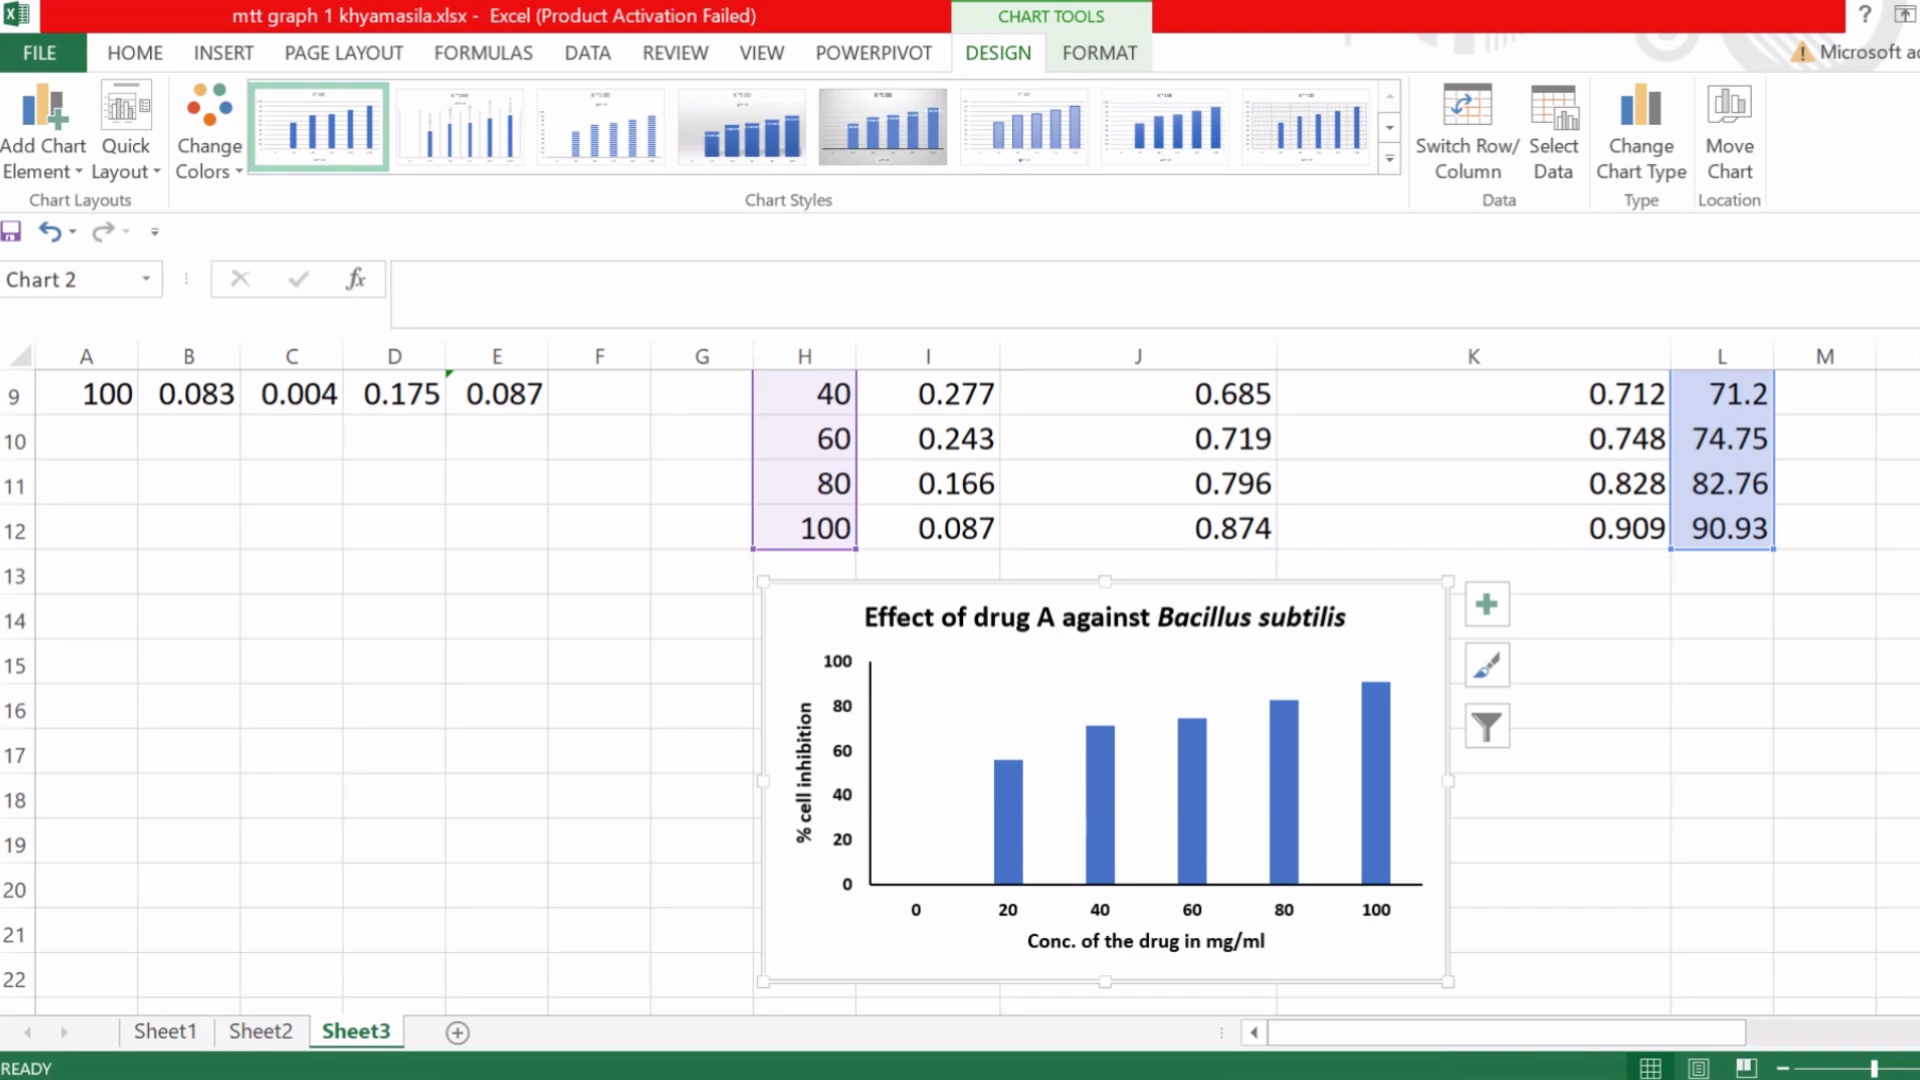 mtt graph 1 khyamasila.xlsx - Excel (Product Activation Failed)
CHART TOOLS
?
FILE HOME INSERT PAGE LAYOUT FORMULAS DATA REVIEW VIEW POWERPIVOT DESIGN FORMAT Microsoft ac
Add Chart Element
Quick Layout
Change Colors
Switch Row/ Column
Select Data
Change Chart Type
Move Chart
Chart Layouts
Chart Styles
Data
Type
Location
Chart 2
fx
A B C D E F G H I J K L M
9 100 0.083 0.004 0.175 0.087 40 0.277 0.685 0.712 71.2
10 60 0.243 0.719 0.748 74.75
11 80 0.166 0.796 0.828 82.76
12 100 0.087 0.874 0.909 90.93
13
14
15
16
17
18
19
20
21
22
Effect of drug A against Bacillus subtilis
% cell inhibition
100
80
60
40
20
0
0 20 40 60 80 100
Conc. of the drug in mg/ml
Sheet1 Sheet2 Sheet3
READY